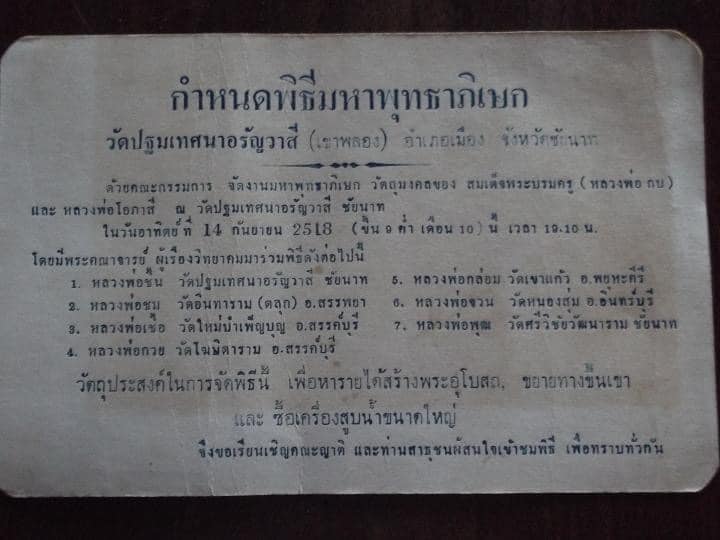 กำหนดพิธีมหาพุทธาภิเษก
วัดปฐมเทศนาอรัญวาสี (เขาพลอง) อำเภอเมือง จังหวัดชัยนาท
ด้วยคณะกรรมการ จัดงานมหาพุทธาภิเษก วัตถุมงคลของ สมเด็จพระบรมครู (หลวงพ่อ กบ)
และ หลวงพ่อโอภาสี ณ วัดปฐมเทศนาอรัญวาสี ชัยนาท
ในวันอาทิตย์ที่ 14 กันยายน 2518 (ขึ้น 9 ค่ำ เดือน 10) นี้ เวลา 19.10 น.
โดยมีพระคณาจารย์ ผู้เรืองวิทยาคมมาร่วมพิธีดังต่อไปนี้
1. หลวงพ่อชั้น วัดปฐมเทศนาอรัญวาสี ชัยนาท
2. หลวงพ่อชม วัดอินทาราม (ตลุก) อ.สรรพยา
3. หลวงพ่อเชื้อ วัดใหม่บำเพ็ญบุญ อ.สรรค์บุรี
4. หลวงพ่อกวย วัดโฆษิตาราม อ.สรรค์บุรี
5. หลวงพ่อกล่อม วัดเขาแก้ว อ.พยุหะคีรี
6. หลวงพ่อจวน วัดหนองสุ่ม อ.อินทร์บุรี
7. หลวงพ่อพุฒ วัดศรีวิชัยวัฒนาราม ชัยนาท
วัตถุประสงค์ในการจัดพิธีนี้ เพื่อหารายได้สร้างพระอุโบสถ, ขยายทางขึ้นเขา
และ ซื้อเครื่องสูบน้ำขนาดใหญ่
จึงขอเรียนเชิญคณะญาติ และท่านสาธุชนผู้สนใจเข้าชมพิธี เพื่อทราบทั่วกัน